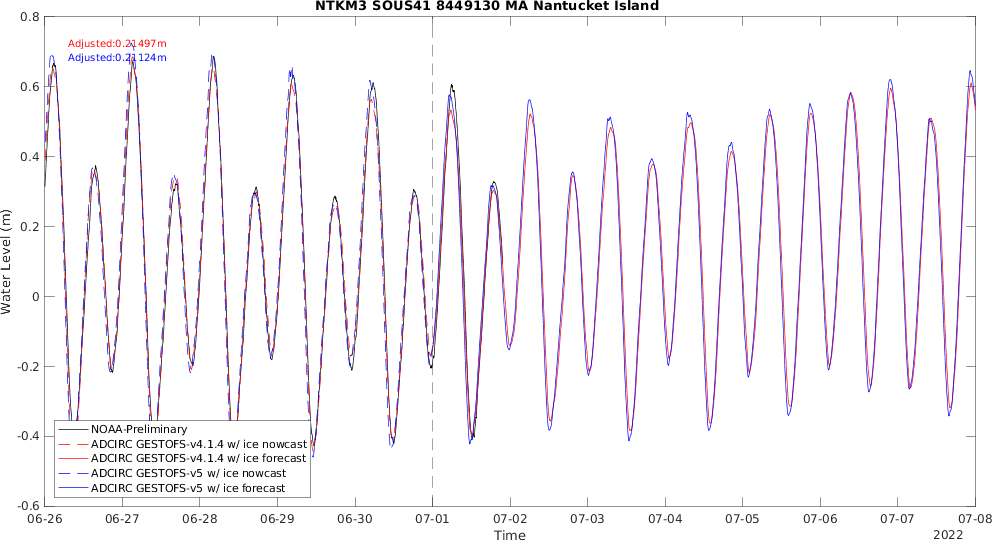 NTKM3 SOUS41 8449130 MA Nantucket Island
0.8
Adjusted:0.21497m
Adjusted:0.21124m
0.6
0.4
0.2
0
-0.2
-0.4
-0.6
Water Level (m)
NOAA-Preliminary
ADCIRC GESTOFS-v4.1.4 w/ ice nowcast
ADCIRC GESTOFS-v4.1.4 w/ ice forecast
ADCIRC GESTOFS-v5 w/ ice nowcast
ADCIRC GESTOFS-v5 w/ ice forecast
06-26 06-27 06-28 06-29 06-30 07-01 07-02 07-03 07-04 07-05 07-06 07-07 07-08
Time
2022